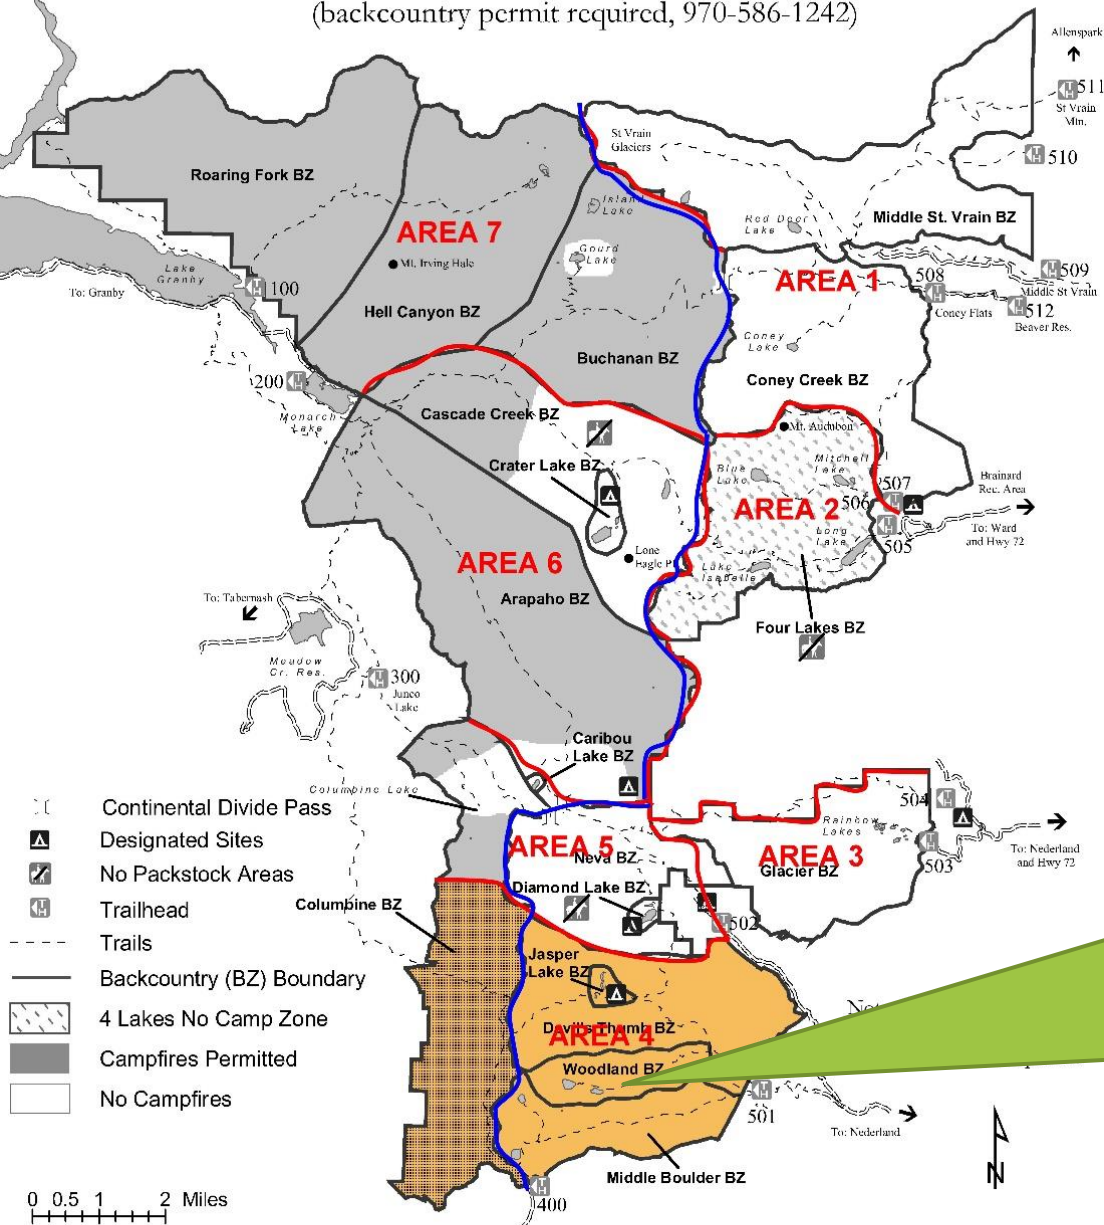 (backcountry permit required, 970-586-1242)
Allenspark
511
St Vrain
Mtn.
St Vrain
Glaciers
510
Roaring Fork BZ
Island
Lake
Red Deer
Lake
Middle St. Vrain BZ
AREA 7
Gourd
Lake
Mt. Irving Hale
Lake
Granby
To: Granby
100
AREA 1
508
509
Middle St Vrain
Coney Flats
512
Beaver Res.
Hell Canyon BZ
Coney
Lake
Buchanan BZ
Coney Creek BZ
200
Monarch
Lake
Cascade Creek BZ
Mt. Audubon
Crater Lake BZ
Blue
Lake
Mitchell
Lake
507
506
Brainard
Rec. Area
AREA 2
Long
Lake
505
To: Ward
and Hwy 72
Lone
Eagle P
AREA 6
Lake
Isabelle
Arapaho BZ
To: Tabernash
Four Lakes BZ
Meadow
Cr. Res.
300
Junco
Lake
Caribou
Lake BZ
Columbine Lake
504
Rainbow
Lakes
To: Nederland
and Hwy 72
503
AREA 5
Neva BZ
AREA 3
Glacier BZ
Diamond Lake BZ
502
Columbine BZ
Jasper
Lake BZ
Devil's Thumb BZ
AREA 4
Woodland BZ
501
To: Nederland
Middle Boulder BZ
400
N
Continental Divide Pass
Designated Sites
No Packstock Areas
Trailhead
Trails
Backcountry (BZ) Boundary
4 Lakes No Camp Zone
Campfires Permitted
No Campfires
0 0.5 1 2 Miles